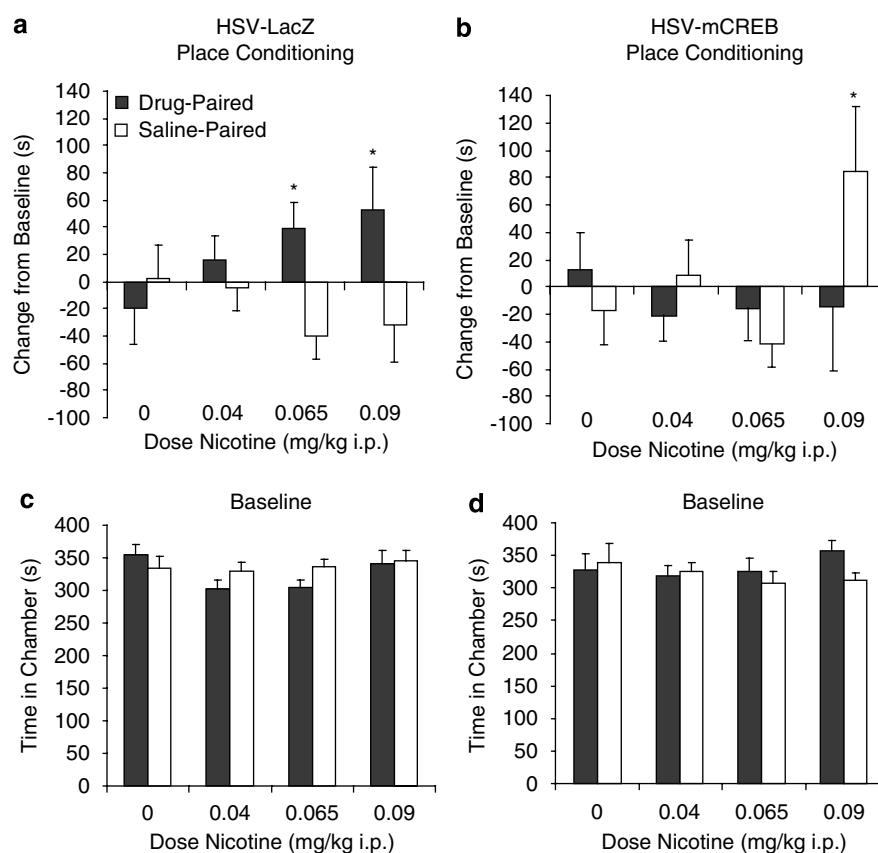 a
HSV-LacZ
Place Conditioning
Change from Baseline (s)
140
120
100
80
60
40
20
0
-20
-40
-60
-80
-100
Drug-Paired
Saline-Paired
*
*
0 0.04 0.065 0.09
Dose Nicotine (mg/kg i.p.)
b
HSV-mCREB
Place Conditioning
Change from Baseline (s)
140
120
100
80
60
40
20
0
-20
-40
-60
-80
-100
*
0 0.04 0.065 0.09
Dose Nicotine (mg/kg i.p.)
c
Baseline
Time in Chamber (s)
400
350
300
250
200
150
100
50
0
0 0.04 0.065 0.09
Dose Nicotine (mg/kg i.p.)
d
Baseline
Time in Chamber (s)
400
350
300
250
200
150
100
50
0
0 0.04 0.065 0.09
Dose Nicotine (mg/kg i.p.)